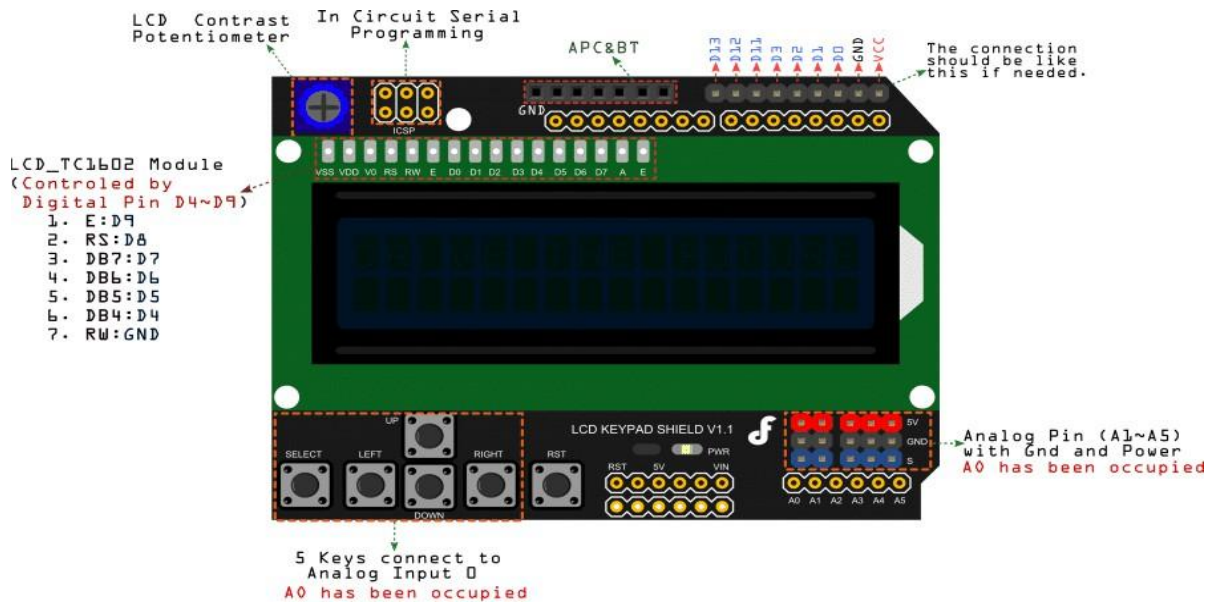 LCD Contrast
Potentiometer
In Circuit Serial
Programming
APC&BT
D13
D12
D11
D3
D2
D1
D0
GND
VCC
The connection
should be like
this if needed.
GND
ICSP
VSS VDD V0 RS RW E D0 D1 D2 D3 D4 D5 D6 D7 A E
LCD_TC1602 Module
(Controled by
Digital Pin D4~D9)
1. E:D9
2. RS:D8
3. DB7:D7
4. DB6:D6
5. DB5:D5
6. DB4:D4
7. RW:GND
UP
SELECT
LEFT
RIGHT
RST
DOWN
LCD KEYPAD SHIELD V1.1
PWR
RST 5V VIN
5V
GND
S
A0 A1 A2 A3 A4 A5
Analog Pin (A1~A5)
with Gnd and Power
A0 has been occupied
5 Keys connect to
Analog Input 0
A0 has been occupied